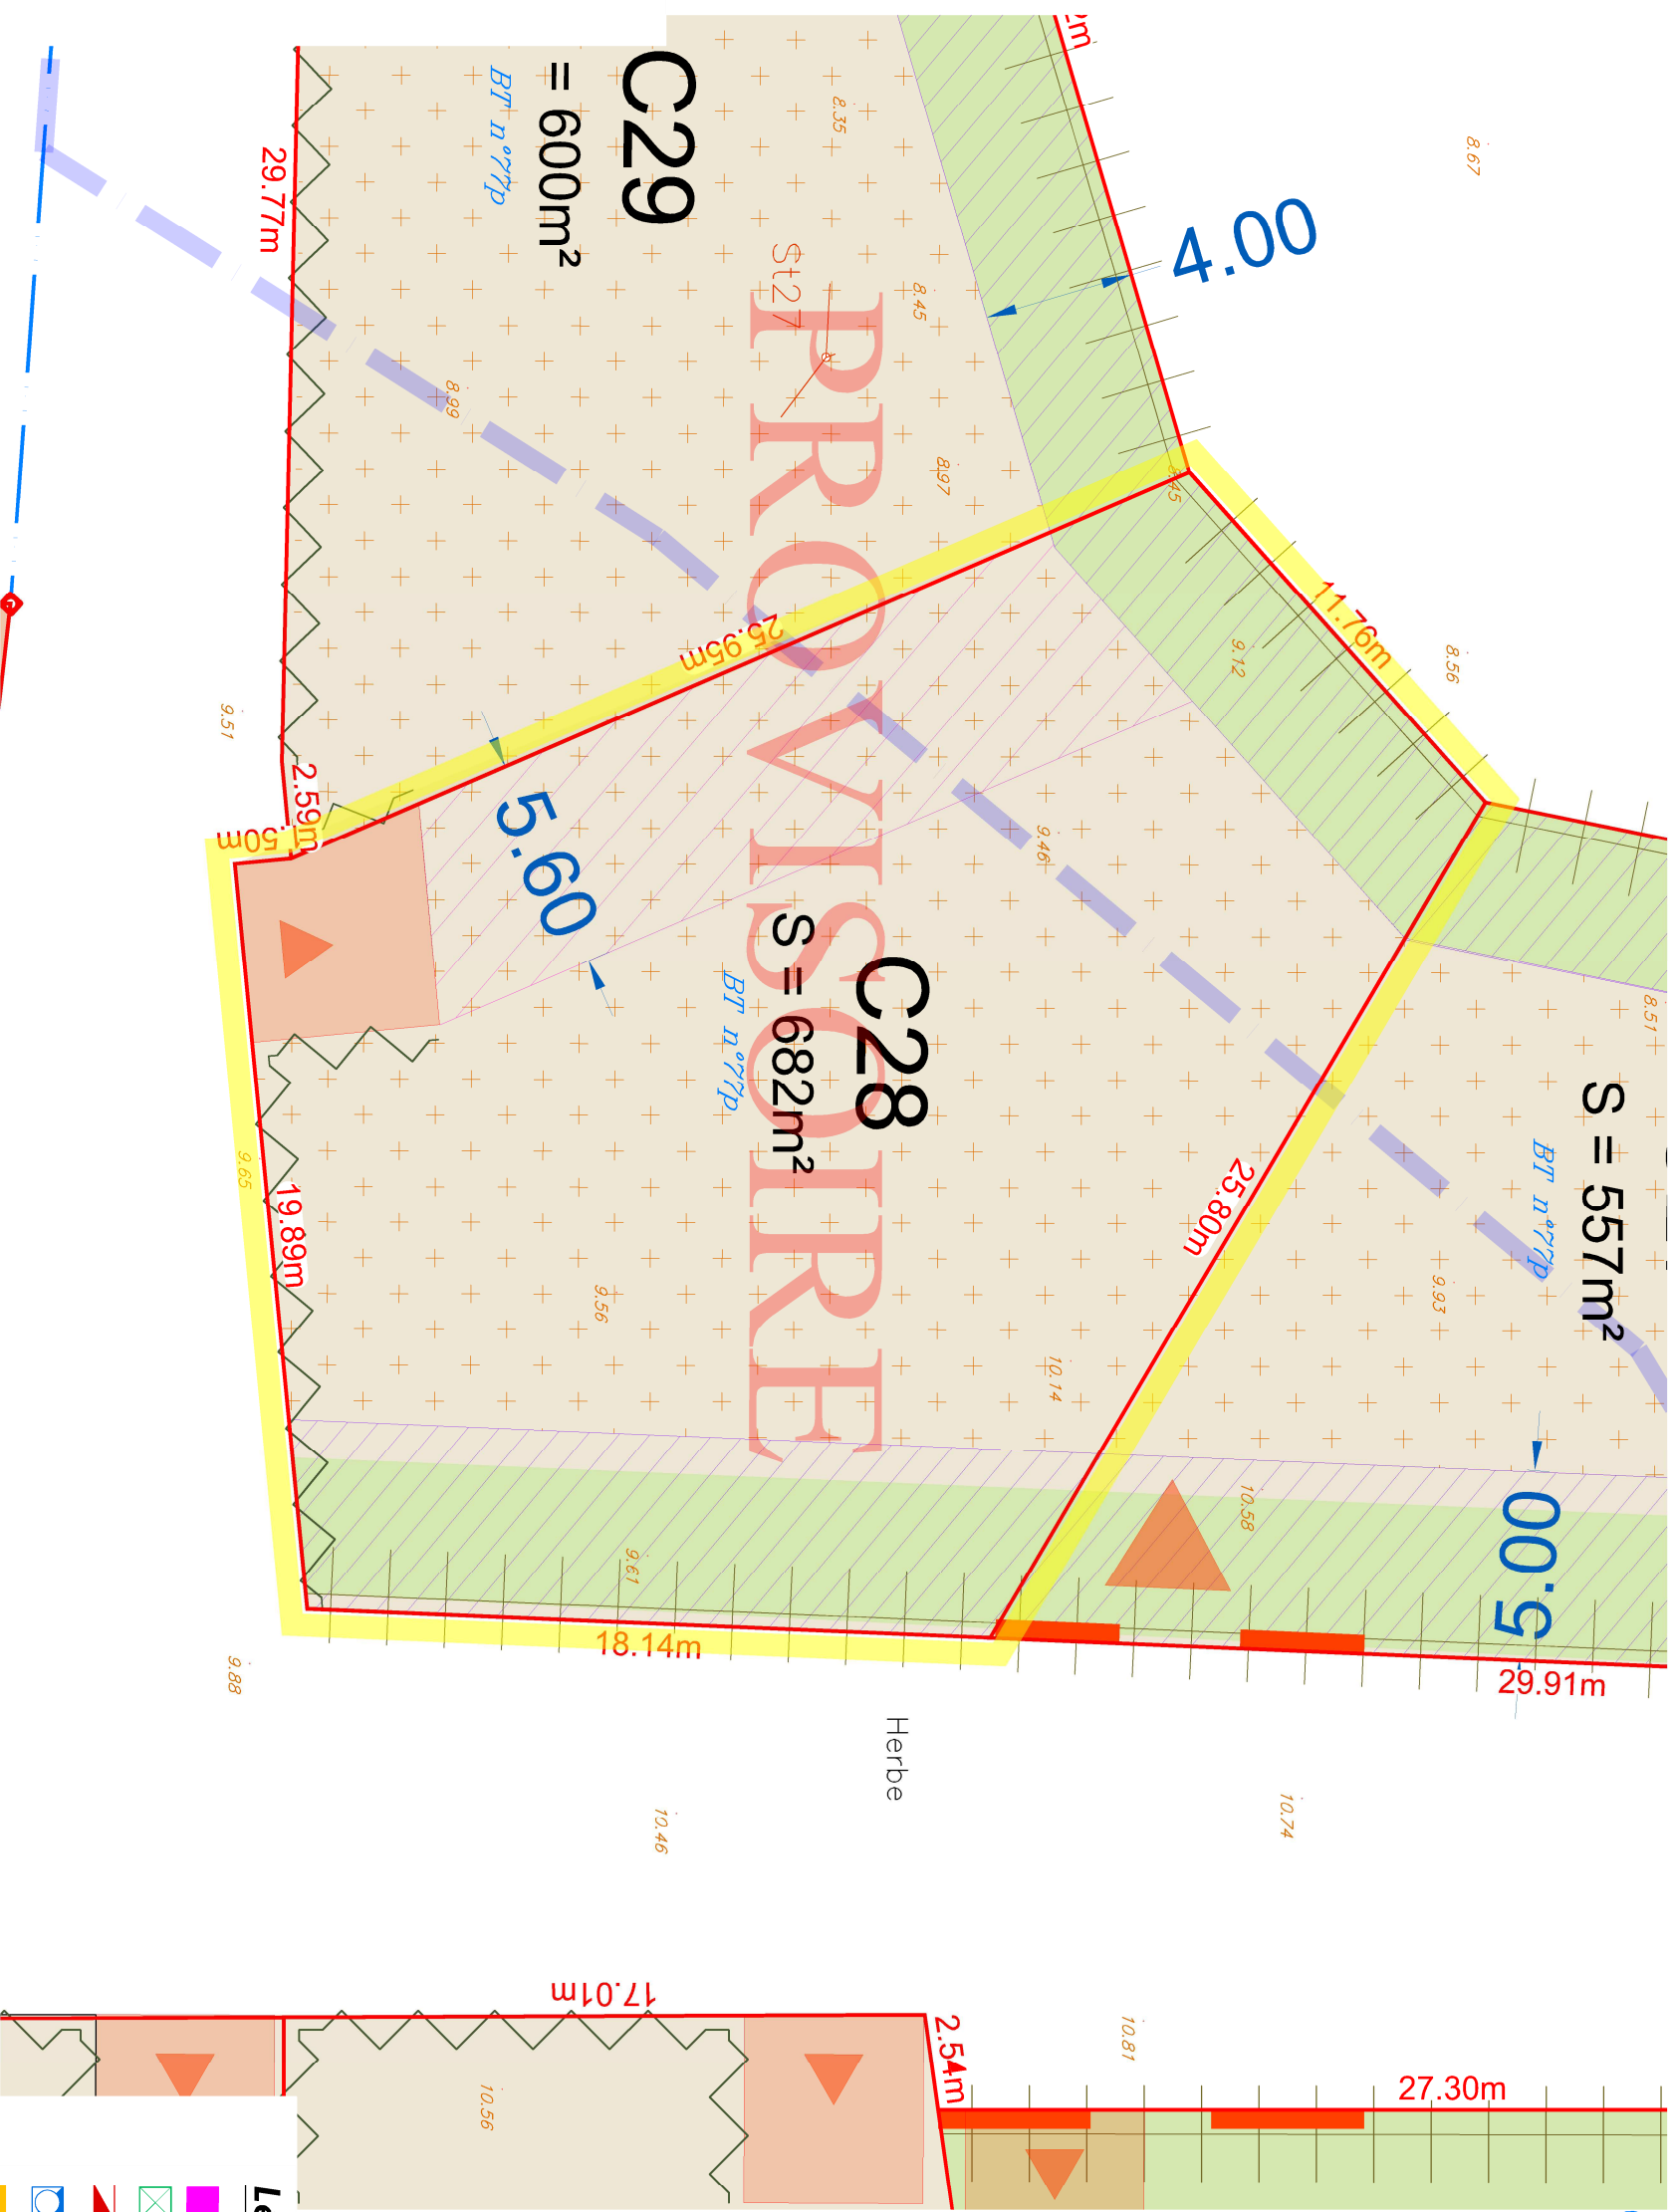 C29
= 600m²
BT n°77p
29.77m
8.35
8.67
4.00
St27
8.45
8.99
8.97
8.45
11.76m
8.56
9.12
25.95m
9.51
2.59m
5.60
9.46
PROVISOIRE
C28
S = 682m²
BT n°77p
8.51
S = 557m²
BT n°77p
25.80m
9.65
19.89m
9.56
9.93
10.14
10.58
5.00
9.61
18.14m
29.91m
9.88
Herbe
10.46
10.74
17.01m
2.54m
10.81
27.30m
10.56